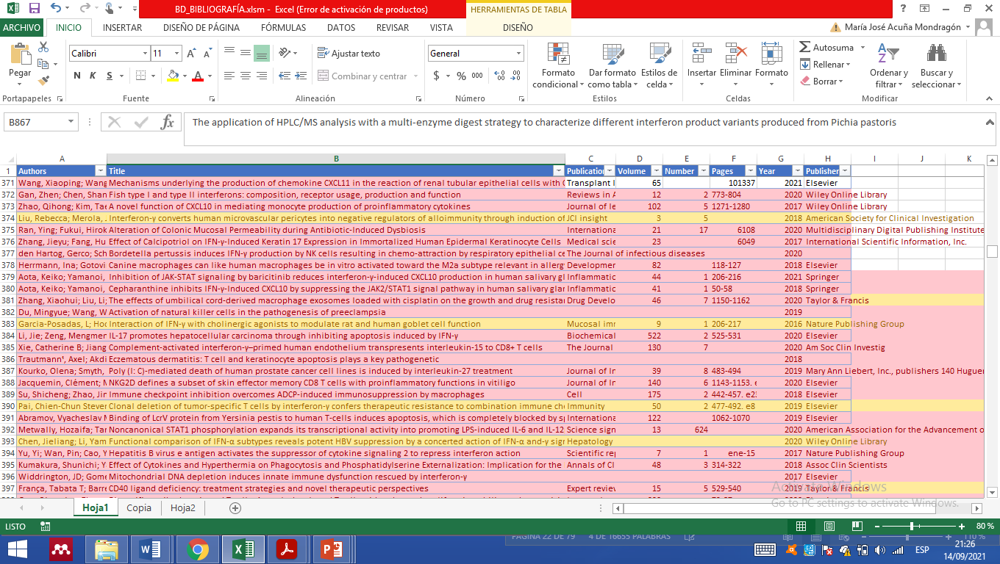 BD_BIBLIOGRAFÍA.xlsm - Excel (Error de activación de productos)
HERRAMIENTAS DE TABLA
ARCHIVO INICIO INSERTAR DISEÑO DE PÁGINA FÓRMULAS DATOS REVISAR VISTA DISEÑO María José Acuña Mondragón
Pegar Calibri 11 Ajustar texto General Autosuma
N K S Combinar y centrar $ % 000 Formato condicional Dar formato como tabla Estilos de celda Insertar Eliminar Formato Rellenar Borrar Ordenar y filtrar Buscar y seleccionar
Portapapeles Fuente Alineación Número Estilos Celdas Modificar
B867 fx The application of HPLC/MS analysis with a multi-enzyme digest strategy to characterize different interferon product variants produced from Pichia pastoris
A B C D E F G H I J K
1 Authors Title Publication Volume Number Pages Year Publisher
371 Wang, Xiaoping; Wang Mechanisms underlying the production of chemokine CXCL11 in the reaction of renal tubular epithelial cells with Transplant 65 101337 2021 Elsevier
372 Gan, Zhen; Chen, Shan Fish type I and type II interferons: composition, receptor usage, production and function Reviews in 12 2 773-804 2020 Wiley Online Library
373 Zhao, Qihong; Kim, Tae A novel function of CXCL10 in mediating monocyte production of proinflammatory cytokines Journal of le 102 5 1271-1280 2017 Wiley Online Library
374 Liu, Rebecca; Merola, Interferon-γ converts human microvascular pericytes into negative regulators of alloimmunity through induction of JCI insight 3 5 2018 American Society for Clinical Investigation
375 Ran, Ying; Fukui, Hirok Alteration of Colonic Mucosal Permeability during Antibiotic-Induced Dysbiosis Internationa 21 17 6108 2020 Multidisciplinary Digital Publishing Institute
376 Zhang, Jieyu; Fang, Hu Effect of Calcipotriol on IFN-γ-Induced Keratin 17 Expression in Immortalized Human Epidermal Keratinocyte Cells Medical scie 23 6049 2017 International Scientific Information, Inc.
377 den Hartog, Gerco; Sch Bordetella pertussis induces IFN-γ production by NK cells resulting in chemo-attraction by respiratory epithelial ce The Journal of infectious diseases 2020
378 Herrmann, Ina; Gotovi Canine macrophages can like human macrophages be in vitro activated toward the M2a subtype relevant in allerg Developmen 82 118-127 2018 Elsevier
379 Aota, Keiko; Yamanoi, Inhibition of JAK-STAT signaling by baricitinib reduces interferon-γ-induced CXCL10 production in human salivary gl Inflammatio 44 1 206-216 2021 Springer
380 Aota, Keiko; Yamanoi, Cepharanthine inhibits IFN-γ-Induced CXCL10 by suppressing the JAK2/STAT1 signal pathway in human salivary glan Inflammatio 41 1 50-58 2018 Springer
381 Zhang, Xiaohui; Liu, Li; The effects of umbilical cord-derived macrophage exosomes loaded with cisplatin on the growth and drug resistan Drug Develo 46 7 1150-1162 2020 Taylor & Francis
382 Du, Mingyue; Wang, W Activation of natural killer cells in the pathogenesis of preeclampsia 2019
383 Garcia-Posadas, L; Hod Interaction of IFN-γ with cholinergic agonists to modulate rat and human goblet cell function Mucosal imm 9 1 206-217 2016 Nature Publishing Group
384 Li, Jie; Zeng, Mengmen IL-17 promotes hepatocellular carcinoma through inhibiting apoptosis induced by IFN-γ Biochemical 522 2 525-531 2020 Elsevier
385 Xie, Catherine B; Jiang Complement-activated interferon-γ–primed human endothelium transpresents interleukin-15 to CD8+ T cells The Journal 130 7 2020 Am Soc Clin Investig
386 Trautmann*, Axel; Akdi Eczematous dermatitis: T cell and keratinocyte apoptosis plays a key pathogenetic 2018
387 Kourko, Olena; Smyth, Poly (I: C)-mediated death of human prostate cancer cell lines is induced by interleukin-27 treatment Journal of In 39 8 483-494 2019 Mary Ann Liebert, Inc., publishers 140 Huguen
388 Jacquemin, Clément; M NKG2D defines a subset of skin effector memory CD8 T cells with proinflammatory functions in vitiligo Journal of In 140 6 1143-1153. e 2020 Elsevier
389 Su, Shicheng; Zhao, Jin Immune checkpoint inhibition overcomes ADCP-induced immunosuppression by macrophages Cell 175 2 442-457. e23 2018 Elsevier
390 Pai, Chien-Chun Steven Clonal deletion of tumor-specific T cells by interferon-γ confers therapeutic resistance to combination immune che Immunity 50 2 477-492. e8 2019 Elsevier
391 Abramov, Vyacheslav M Binding of LcrV protein from Yersinia pestis to human T-cells induces apoptosis, which is completely blocked by sp Internationa 122 1062-1070 2019 Elsevier
392 Metwally, Hozaifa; Tan Noncanonical STAT1 phosphorylation expands its transcriptional activity into promoting LPS-induced IL-6 and IL-12 Science sign 13 624 2020 American Association for the Advancement o
393 Chen, Jieliang; Li, Yam Functional comparison of IFN-α subtypes reveals potent HBV suppression by a concerted action of IFN-α and-γ sign Hepatology 2020 Wiley Online Library
394 Yu, Yi; Wan, Pin; Cao, Y Hepatitis B virus e antigen activates the suppressor of cytokine signaling 2 to repress interferon action Scientific rep 7 1 ene-15 2017 Nature Publishing Group
395 Kumakura, Shunichi; Y Effect of Cytokines and Hyperthermia on Phagocytosis and Phosphatidylserine Externalization: Implication for the Annals of Cl 48 3 314-322 2018 Assoc Clin Scientists
396 Widdrington, JD; Gome Mitochondrial DNA depletion induces innate immune dysfunction rescued by interferon-γ 2017 Elsevier
397 França, Tabata T; Barre CD40 ligand deficiency: treatment strategies and novel therapeutic perspectives Expert review 15 5 529-540 2019 Taylor & Francis
Activate Windows
Go to PC settings to activate Windows.
Hoja1 Copia Hoja2
LISTO 80 %
PÁGINA 22 DE 79 4 DE 16655 PALABRAS 110 %
ESP 21:26
14/09/2021